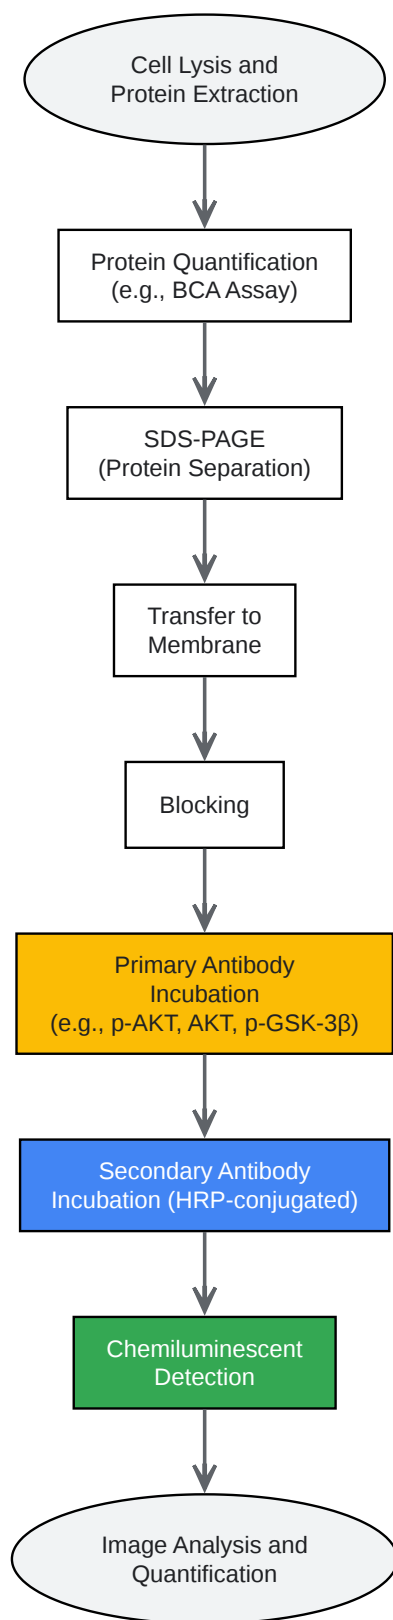 Cell Lysis and
Protein Extraction
Protein Quantification
(e.g., BCA Assay)
SDS-PAGE
(Protein Separation)
Transfer to
Membrane
Blocking
Primary Antibody
Incubation
(e.g., p-AKT, AKT, p-GSK-3β)
Secondary Antibody
Incubation (HRP-conjugated)
Chemiluminescent
Detection
Image Analysis and
Quantification